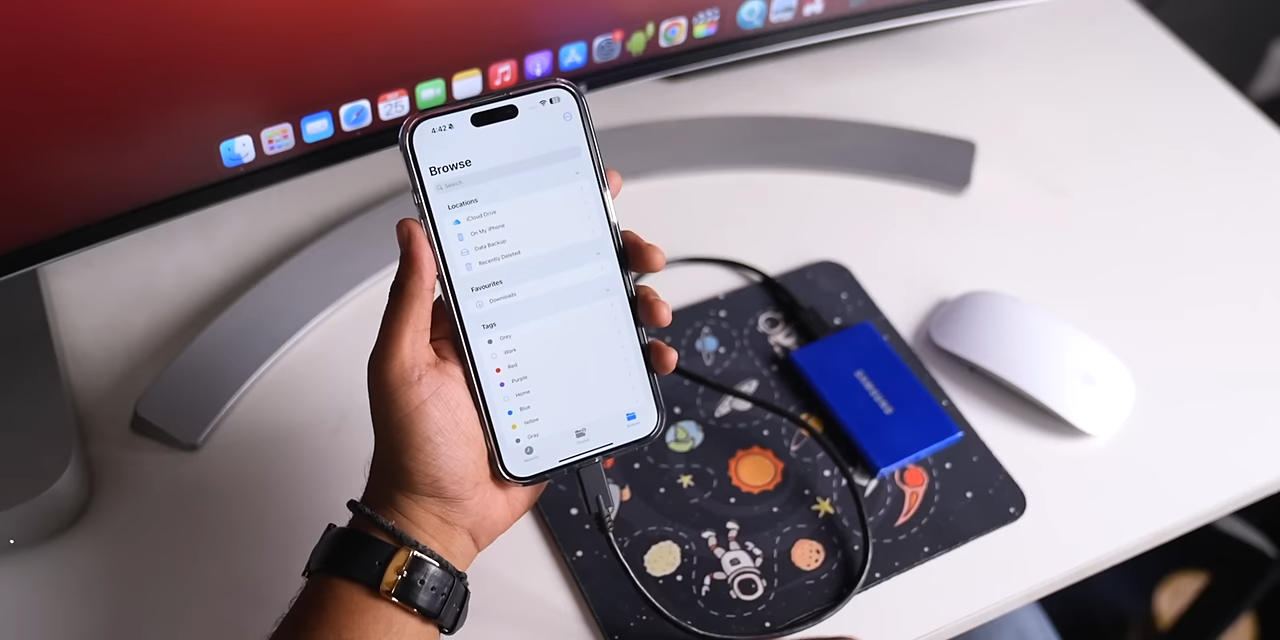 25
4:42
Browse
Search
Locations
iCloud Drive
On My iPhone
Data Backup
Recently Deleted
Favourites
Downloads
Tags
Grey
Work
Red
Purple
Home
Blue
Yellow
Gray
Browse
SAMSUNG